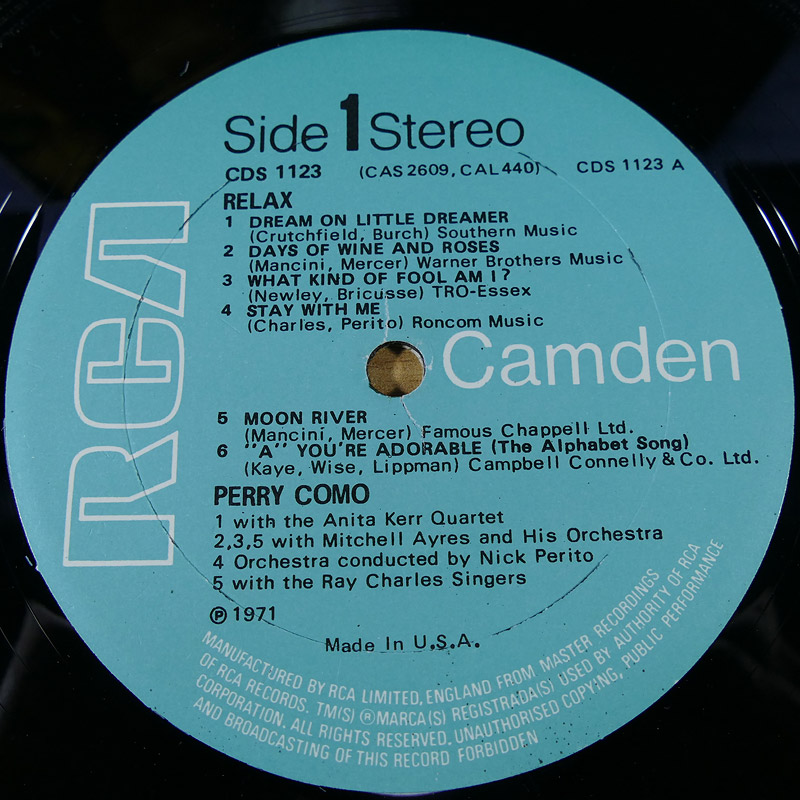 Side 1 Stereo
CDS 1123 (CAS 2609, CAL 440) CDS 1123 A
RELAX
1 DREAM ON LITTLE DREAMER
(Crutchfield, Burch) Southern Music
2 DAYS OF WINE AND ROSES
(Mancini, Mercer) Warner Brothers Music
3 WHAT KIND OF FOOL AM I?
(Newley, Bricusse) TRO-Essex
4 STAY WITH ME
(Charles, Perito) Roncom Music
RCA
Camden
5 MOON RIVER
(Mancini, Mercer) Famous Chappell Ltd.
6 "A" YOU'RE ADORABLE (The Alphabet Song)
(Kaye, Wise, Lippman) Campbell Connelly & Co. Ltd.
PERRY COMO
1 with the Anita Kerr Quartet
2,3,5 with Mitchell Ayres and His Orchestra
4 Orchestra conducted by Nick Perito
5 with the Ray Charles Singers
℗ 1971
Made In U.S.A.
MANUFACTURED BY RCA LIMITED, ENGLAND FROM MASTER RECORDINGS
OF RCA RECORDS. TM(S) ® MARCA(S) REGISTRADA(S) USED BY AUTHORITY OF RCA
CORPORATION. ALL RIGHTS RESERVED. UNAUTHORISED COPYING, PUBLIC PERFORMANCE
AND BROADCASTING OF THIS RECORD FORBIDDEN